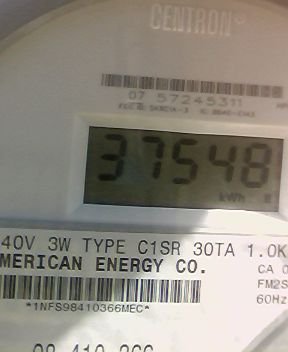 CENTRON
07 57245311
37548
kWh
40V 3W TYPE C1SR 30TA 1.0K
MERICAN ENERGY CO.
CA 0
FM2S
60Hz
*1NFS98410366MEC*